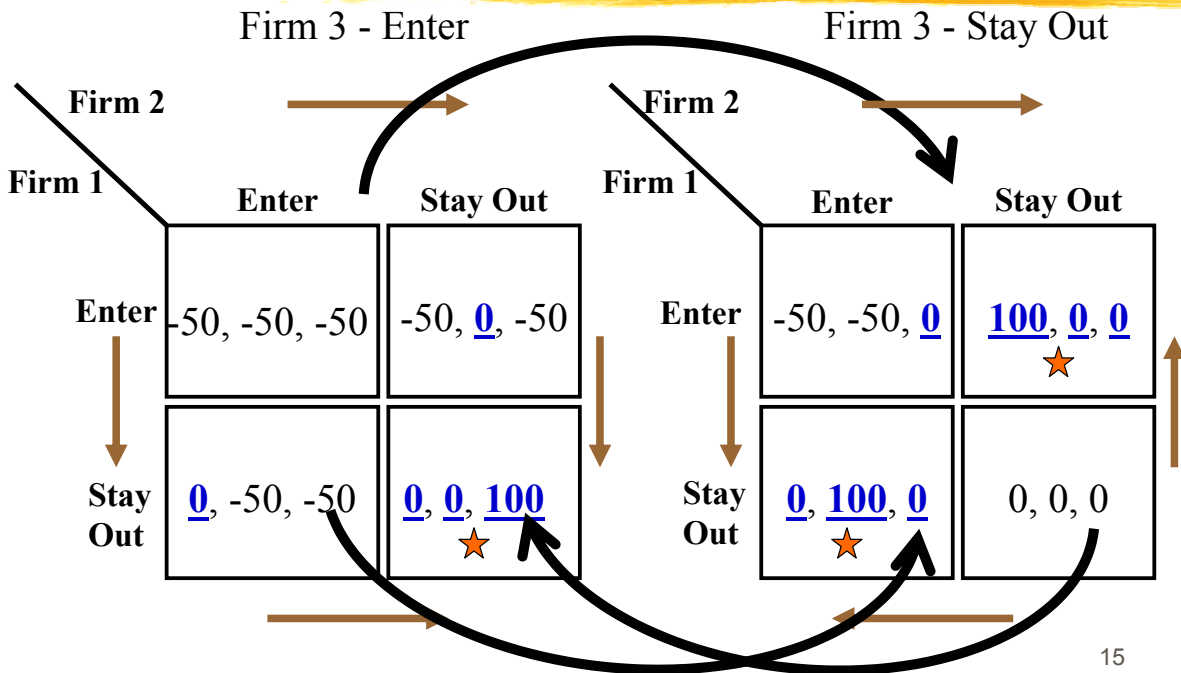 Firm 3 - Enter
Firm 3 - Stay Out
Firm 2
Firm 1
Enter
Stay Out
Enter
-50, -50, -50
-50, 0, -50
Stay
Out
0, -50, -50
0, 0, 100
Firm 2
Firm 1
Enter
Stay Out
Enter
-50, -50, 0
100, 0, 0
Stay
Out
0, 100, 0
0, 0, 0
15